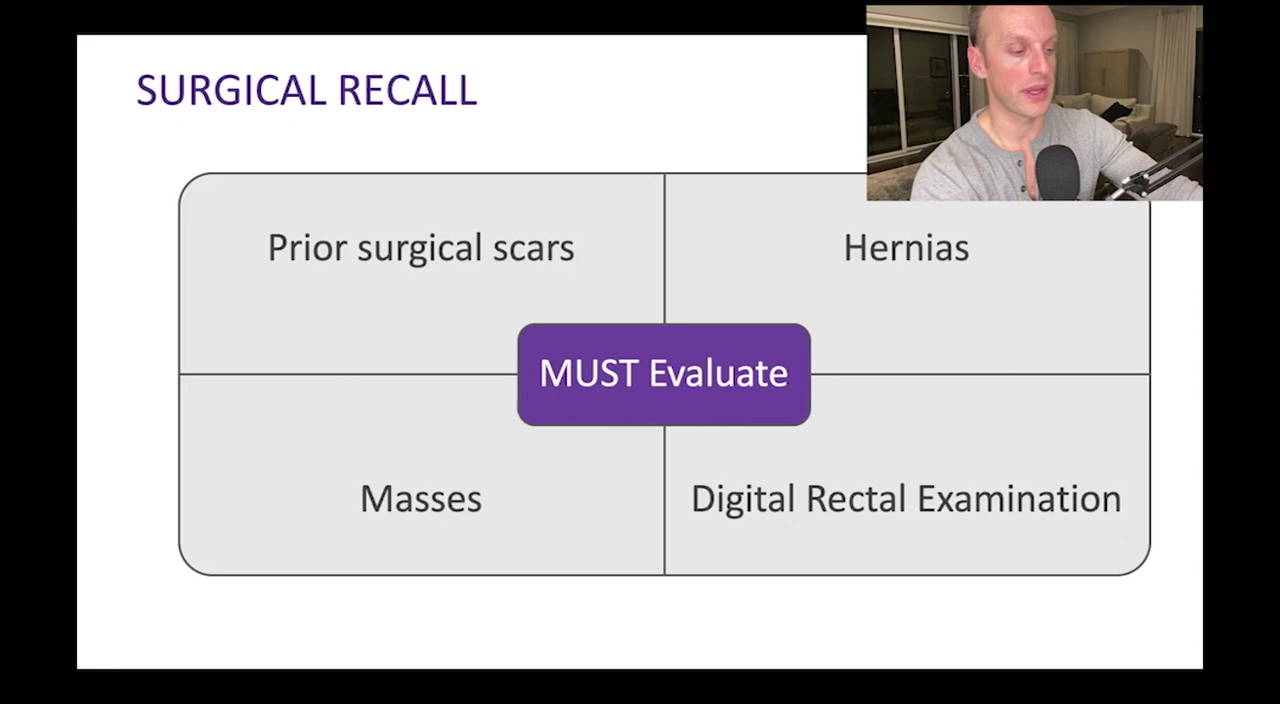 SURGICAL RECALL
Prior surgical scars
Hernias
MUST Evaluate
Masses
Digital Rectal Examination